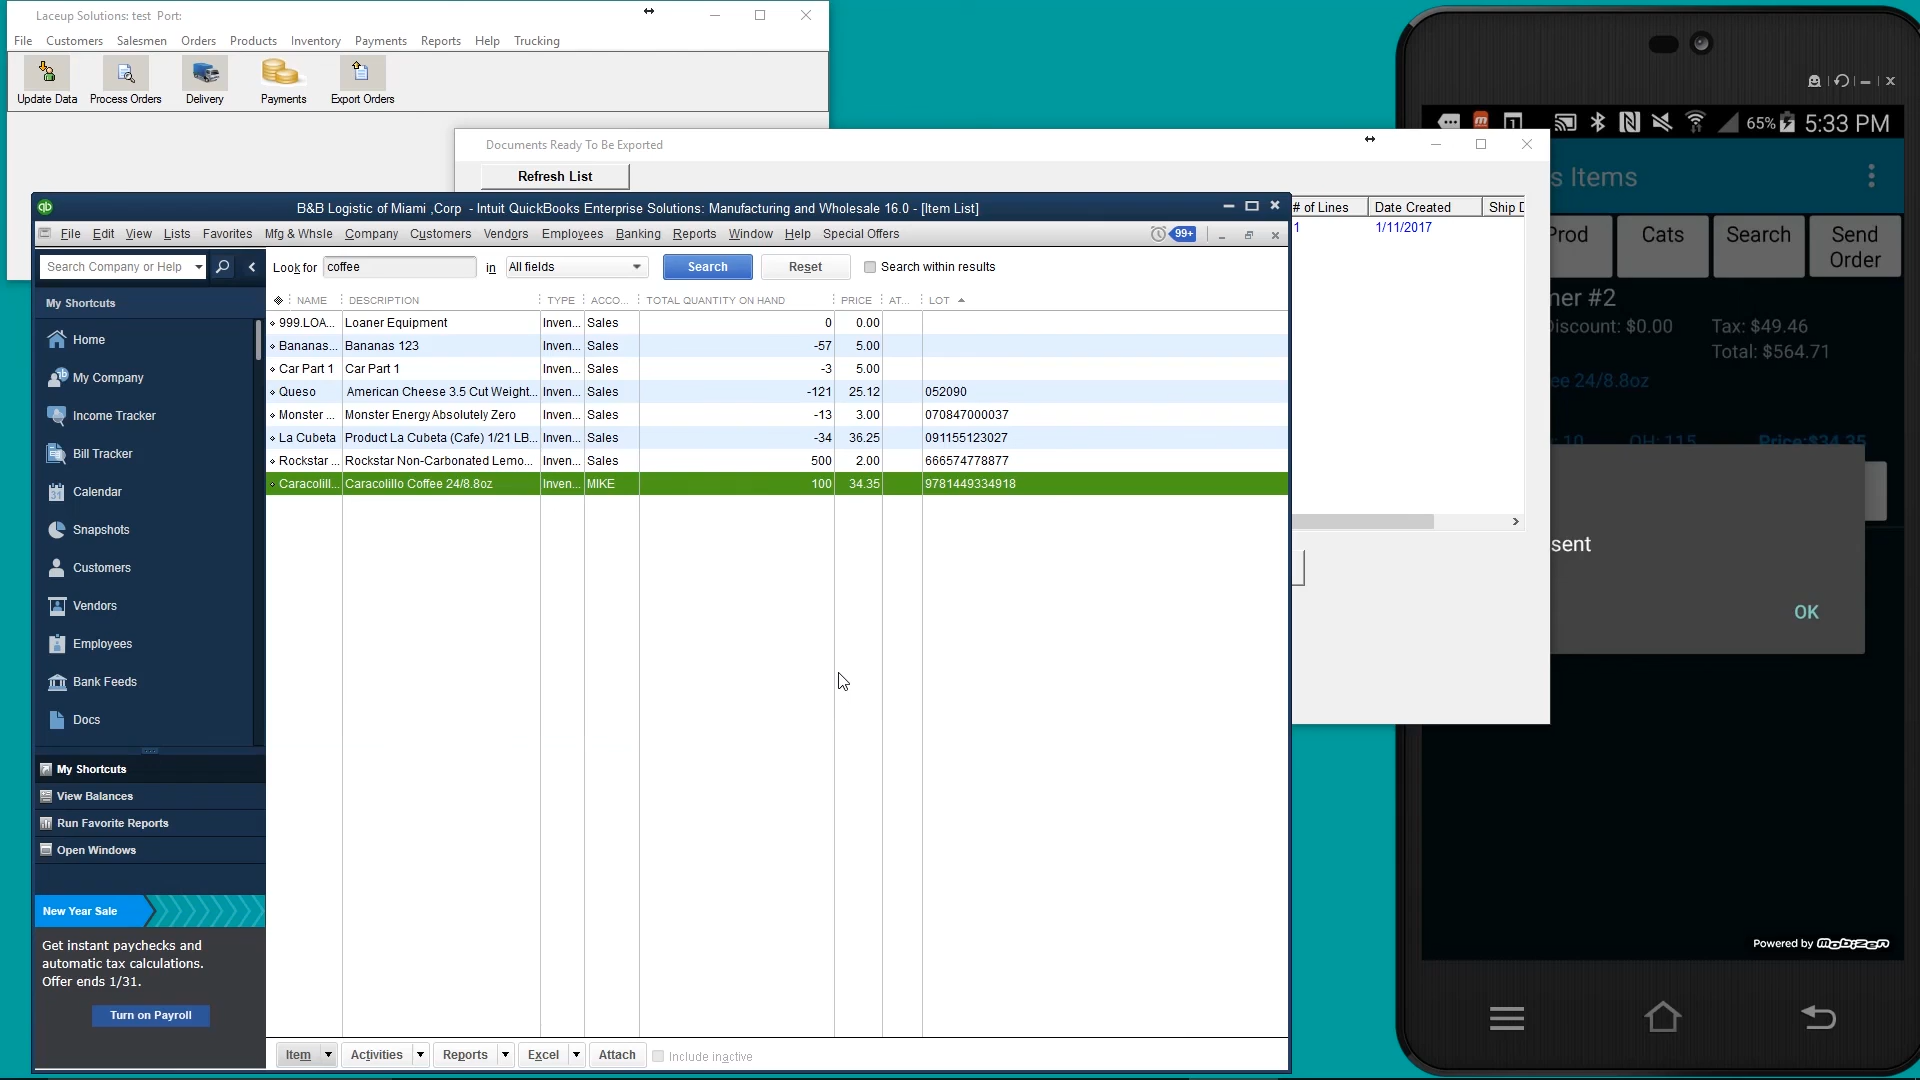 Laceup Solutions: test Port:
File Customers Salesmen Orders Products Inventory Payments Reports Help Trucking
Update Data Process Orders Delivery Payments Export Orders
Documents Ready To Be Exported
Refresh List
# of Lines Date Created Ship D
1 1/11/2017
B&B Logistic of Miami ,Corp - Intuit QuickBooks Enterprise Solutions: Manufacturing and Wholesale 16.0 - [Item List]
File Edit View Lists Favorites Mfg & Whsle Company Customers Vendors Employees Banking Reports Window Help Special Offers
99+
Search Company or Help
Look for coffee in All fields Search Reset Search within results
My Shortcuts
Home
My Company
Income Tracker
Bill Tracker
Calendar
Snapshots
Customers
Vendors
Employees
Bank Feeds
Docs
My Shortcuts
View Balances
Run Favorite Reports
Open Windows
New Year Sale
Get instant paychecks and
automatic tax calculations.
Offer ends 1/31.
Turn on Payroll
NAME DESCRIPTION TYPE ACCO... TOTAL QUANTITY ON HAND PRICE AT... LOT
999.LOA... Loaner Equipment Inven... Sales 0 0.00
Bananas... Bananas 123 Inven... Sales -57 5.00
Car Part 1 Car Part 1 Inven... Sales -3 5.00
Queso American Cheese 3.5 Cut Weight... Inven... Sales -121 25.12 052090
Monster ... Monster Energy Absolutely Zero Inven... Sales -13 3.00 070847000037
La Cubeta Product La Cubeta (Cafe) 1/21 LB... Inven... Sales -34 36.25 091155123027
Rockstar ... Rockstar Non-Carbonated Lemo... Inven... Sales 500 2.00 666574778877
Caracolill... Caracolillo Coffee 24/8.8oz Inven... MIKE 100 34.35 9781449334918
Item Activities Reports Excel Attach Include inactive
65% 5:33 PM
s Items
Prod Cats Search Send
Order
mer #2
Discount: $0.00 Tax: $49.46
Total: $564.71
ee 24/8.8oz
: 10 OH: 115 Price:$34.35
sent
OK
Powered by mobizen